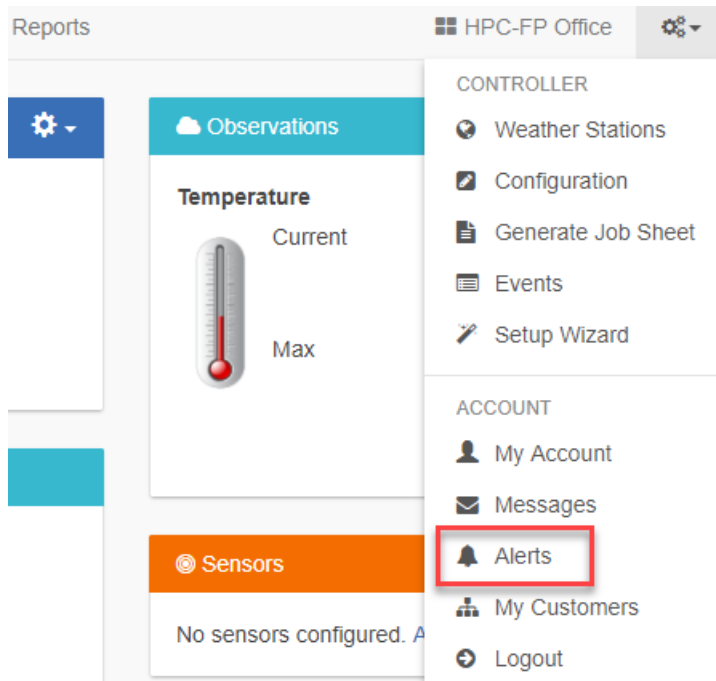 Reports
HPC-FP Office
CONTROLLER
Weather Stations
Configuration
Generate Job Sheet
Events
Setup Wizard
ACCOUNT
My Account
Messages
Alerts
My Customers
Logout
Observations
Temperature
Current
Max
Sensors
No sensors configured. A